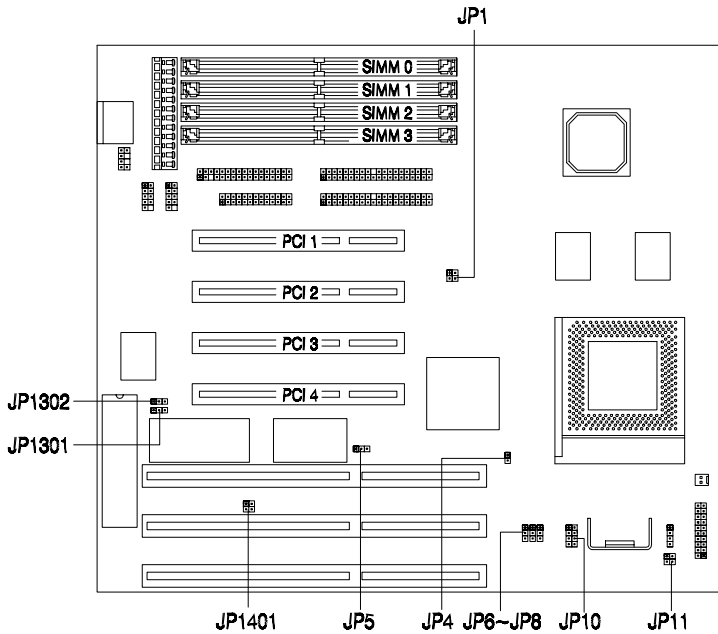 JP1
SIMM 0
SIMM 1
SIMM 2
SIMM 3
PCI 1
PCI 2
PCI 3
PCI 4
JP1302
JP1301
JP1401 JP5 JP4 JP6~JP8 JP10 JP11